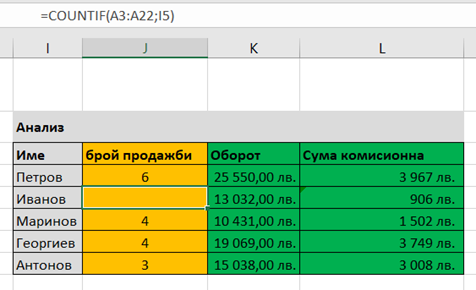 =COUNTIF(A3:A22;I5)
I J K L
Анализ
Име брой продажби Оборот Сума комисионна
Петров 6 25 550,00 лв. 3 967 лв.
Иванов 13 032,00 лв. 906 лв.
Маринов 4 10 431,00 лв. 1 502 лв.
Георгиев 4 19 069,00 лв. 3 749 лв.
Антонов 3 15 038,00 лв. 3 008 лв.